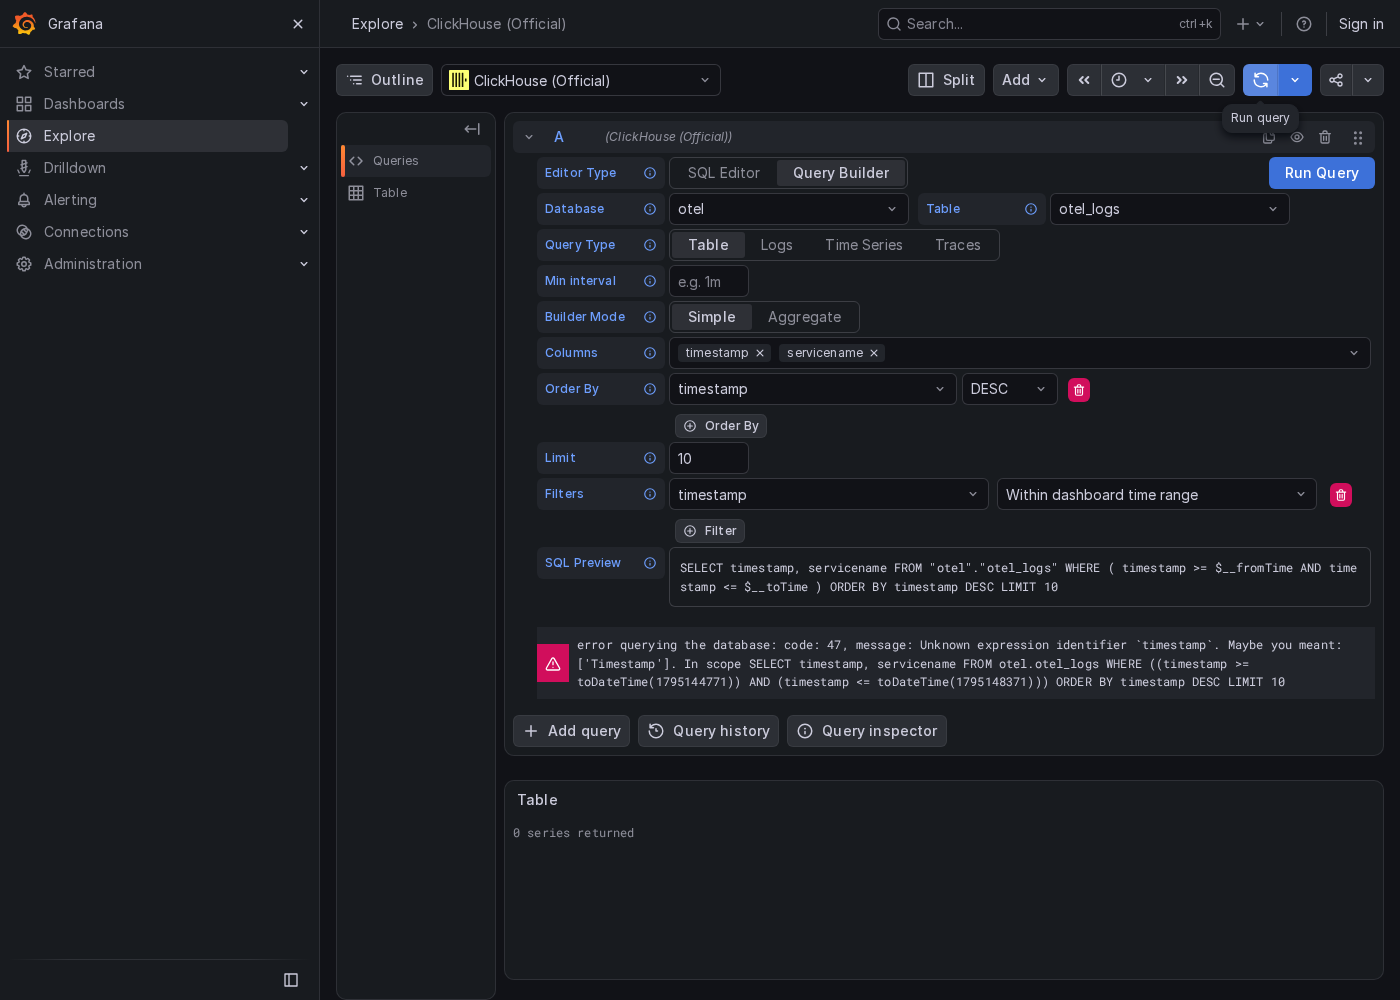 Grafana
Explore › ClickHouse (Official)
Search... ctrl+k
Sign in
Starred
Dashboards
Explore
Drilldown
Alerting
Connections
Administration
Outline
ClickHouse (Official)
Split
Add
Run query
Queries
Table
A (ClickHouse (Official))
Editor Type SQL Editor Query Builder Run Query
Database otel Table otel_logs
Query Type Table Logs Time Series Traces
Min interval e.g. 1m
Builder Mode Simple Aggregate
Columns timestamp servicename
Order By timestamp DESC
Order By
Limit 10
Filters timestamp Within dashboard time range
Filter
SQL Preview SELECT timestamp, servicename FROM "otel"."otel_logs" WHERE ( timestamp >= $__fromTime AND time
stamp <= $__toTime ) ORDER BY timestamp DESC LIMIT 10
error querying the database: code: 47, message: Unknown expression identifier `timestamp`. Maybe you meant:
['Timestamp']. In scope SELECT timestamp, servicename FROM otel.otel_logs WHERE ((timestamp >=
toDateTime(1795144771)) AND (timestamp <= toDateTime(1795148371))) ORDER BY timestamp DESC LIMIT 10
Add query Query history Query inspector
Table
0 series returned